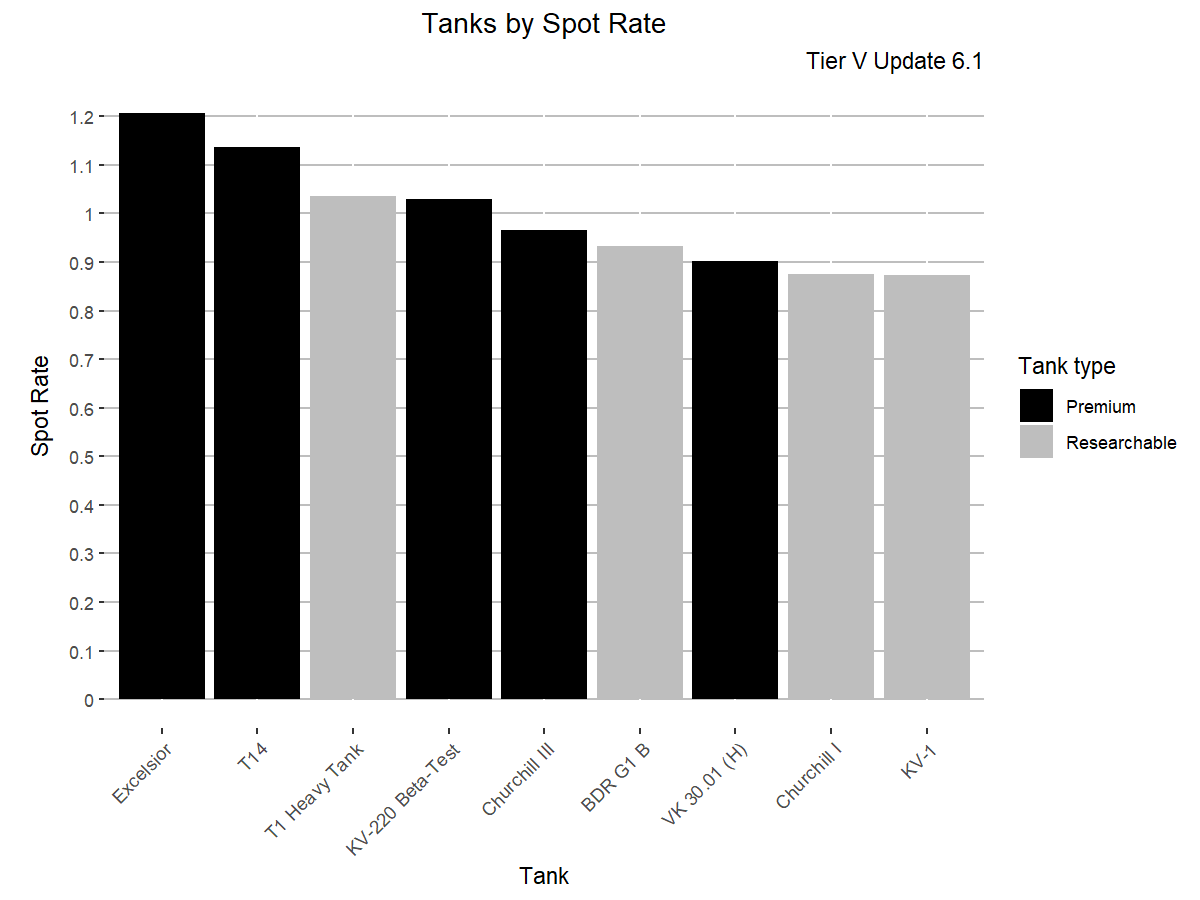 Tanks by Spot Rate
Tier V Update 6.1
Spot Rate
1.2
1.1
1
0.9
0.8
0.7
0.6
0.5
0.4
0.3
0.2
0.1
0
Excelsior
T14
T1 Heavy Tank
KV-220 Beta-Test
Churchill III
BDR G1 B
VK 30.01 (H)
Churchill I
KV-1
Tank
Tank type
Premium
Researchable